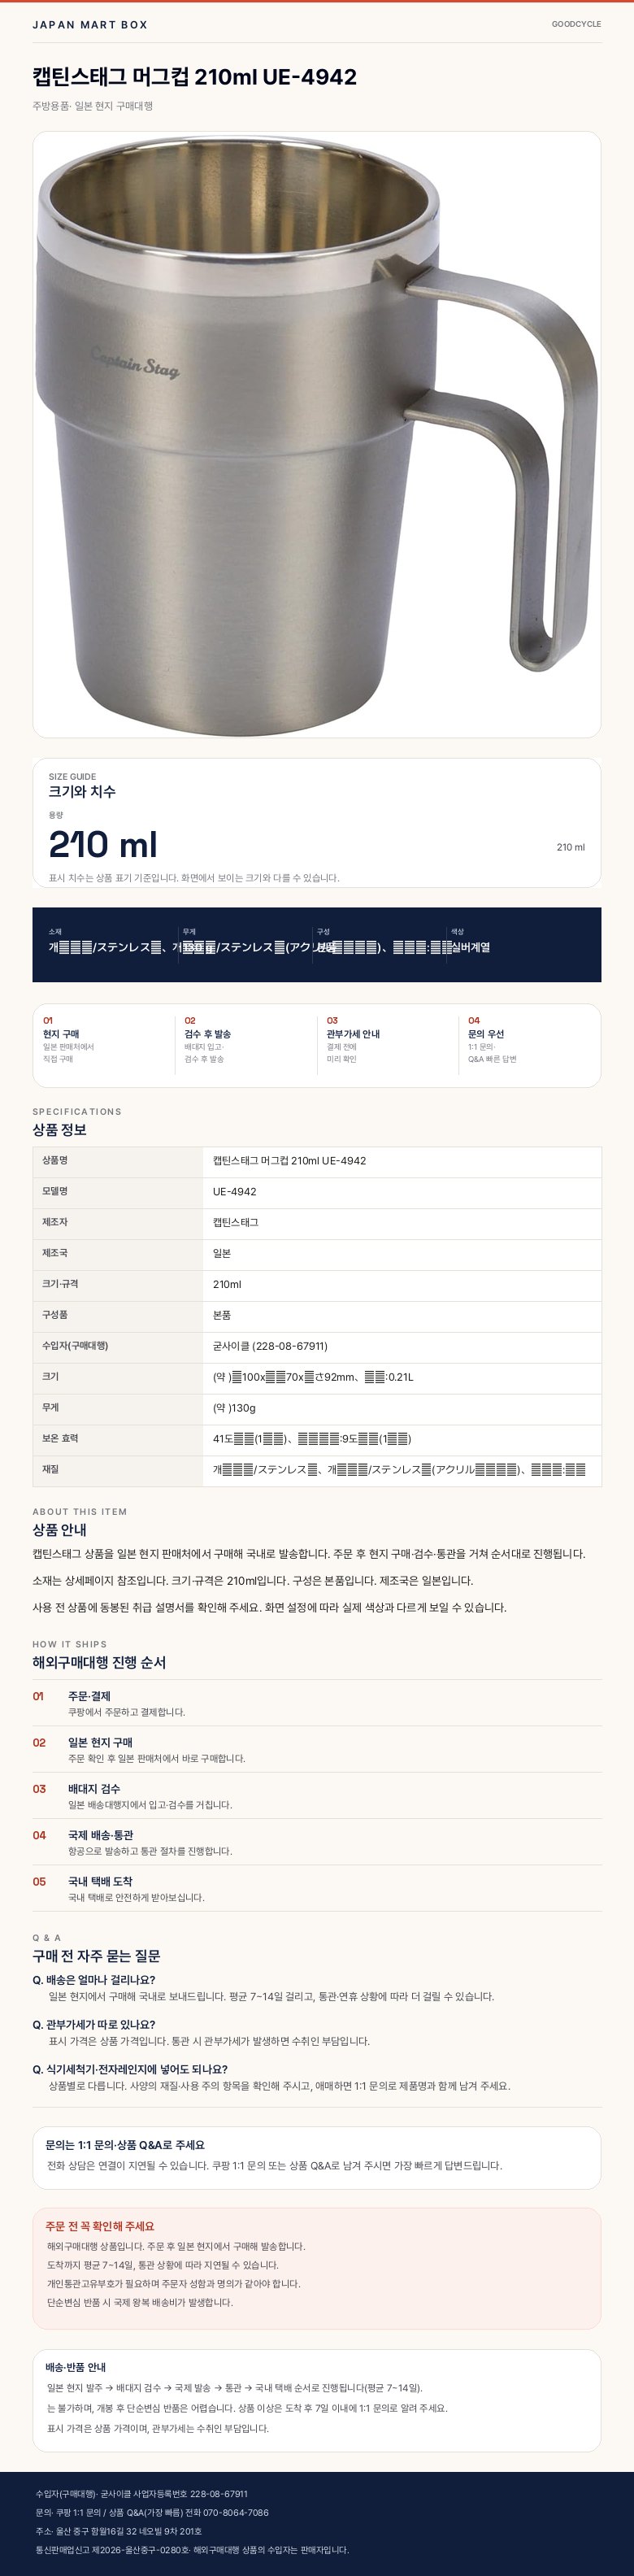 JAPAN MART BOX
GOODCYCLE
캡틴스태그 머그컵 210ml UE-4942
주방용품· 일본 현지 구매대행
Captain Stag
SIZE GUIDE
크기와 치수
용량
210 ml
210 ml
표시 치수는 상품 표기 기준입니다. 화면에서 보이는 크기와 다를 수 있습니다.
소재
무게
구성
색상
/ステンレス
/ステンレス
실버계열
01
현지 구매
일본 판매처에서
직접 구매
02
검수 후 발송
배대지 입고·
검수 후 발송
03
관부가세 안내
결제 전에
미리 확인
04
문의 우선
1:1 문의·
Q&A 빠른 답변
SPECIFICATIONS
상품 정보
상품명 캡틴스태그 머그컵 210ml UE-4942
모델명 UE-4942
제조자 캡틴스태그
제조국 일본
크기·규격 210ml
구성품 본품
수입자(구매대행) 굳사이클 (228-08-67911)
크기 (약 ) 100x 70x さ92mm、 :0.21L
무게 (약 )130g
보온 효력 41도 (1 )、 :9도 (1 )
재질 개 /ステンレス 、개 /ステンレス (アクリル )、 :
ABOUT THIS ITEM
상품 안내
캡틴스태그 상품을 일본 현지 판매처에서 구매해 국내로 발송합니다. 주문 후 현지 구매·검수·통관을 거쳐 순서대로 진행됩니다.
소재는 상세페이지 참조입니다. 크기·규격은 210ml입니다. 구성은 본품입니다. 제조국은 일본입니다.
사용 전 상품에 동봉된 취급 설명서를 확인해 주세요. 화면 설정에 따라 실제 색상과 다르게 보일 수 있습니다.
HOW IT SHIPS
해외구매대행 진행 순서
01 주문·결제
쿠팡에서 주문하고 결제합니다.
02 일본 현지 구매
주문 확인 후 일본 판매처에서 바로 구매합니다.
03 배대지 검수
일본 배송대행지에서 입고·검수를 거칩니다.
04 국제 배송·통관
항공으로 발송하고 통관 절차를 진행합니다.
05 국내 택배 도착
국내 택배로 안전하게 받아보십니다.
Q & A
구매 전 자주 묻는 질문
Q. 배송은 얼마나 걸리나요?
일본 현지에서 구매해 국내로 보내드립니다. 평균 7~14일 걸리고, 통관·연휴 상황에 따라 더 걸릴 수 있습니다.
Q. 관부가세가 따로 있나요?
표시 가격은 상품 가격입니다. 통관 시 관부가세가 발생하면 수취인 부담입니다.
Q. 식기세척기·전자레인지에 넣어도 되나요?
상품별로 다릅니다. 사양의 재질·사용 주의 항목을 확인해 주시고, 애매하면 1:1 문의로 제품명과 함께 남겨 주세요.
문의는 1:1 문의·상품 Q&A로 주세요
전화 상담은 연결이 지연될 수 있습니다. 쿠팡 1:1 문의 또는 상품 Q&A로 남겨 주시면 가장 빠르게 답변드립니다.
주문 전 꼭 확인해 주세요
해외구매대행 상품입니다. 주문 후 일본 현지에서 구매해 발송합니다.
도착까지 평균 7~14일, 통관 상황에 따라 지연될 수 있습니다.
개인통관고유부호가 필요하며 주문자 성함과 명의가 같아야 합니다.
단순변심 반품 시 국제 왕복 배송비가 발생합니다.
배송·반품 안내
일본 현지 발주 → 배대지 검수 → 국제 발송 → 통관 → 국내 택배 순서로 진행됩니다(평균 7~14일).
는 불가하며, 개봉 후 단순변심 반품은 어렵습니다. 상품 이상은 도착 후 7일 이내에 1:1 문의로 알려 주세요.
표시 가격은 상품 가격이며, 관부가세는 수취인 부담입니다.
수입자(구매대행)· 굳사이클 사업자등록번호 228-08-67911
문의· 쿠팡 1:1 문의 / 상품 Q&A(가장 빠름) 전화 070-8064-7086
주소· 울산 중구 함월16길 32 네오빌 9차 201호
통신판매업신고 제2026-울산중구-0280호· 해외구매대행 상품의 수입자는 판매자입니다.